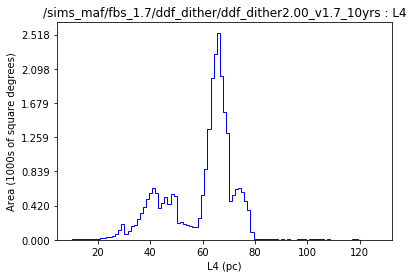 /sims_maf/fbs_1.7/ddf_dither/ddf_dither2.00_v1.7_10yrs : L4
Area (1000s of square degrees)
2.518
2.098
1.679
1.259
0.839
0.420
0.000
20 40 60 80 100 120
L4 (pc)